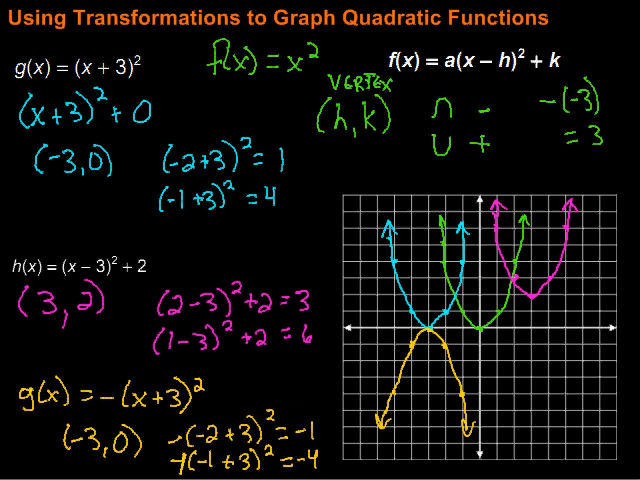 Using Transformations to Graph Quadratic Functions
g(x) = (x + 3)²
f(x) = x²
f(x) = a(x – h)² + k
VERTEX
(h, k)
∩ -
∪ +
-(-3)
= 3
(x+3)² + 0
(-3, 0)
(-2+3)² = 1
(-1+3)² = 4
h(x) = (x – 3)² + 2
(3, 2)
(2-3)² + 2 = 3
(1-3)² + 2 = 6
g(x) = -(x+3)²
(-3, 0)
-(-2+3)² = -1
-(-1+3)² = -4